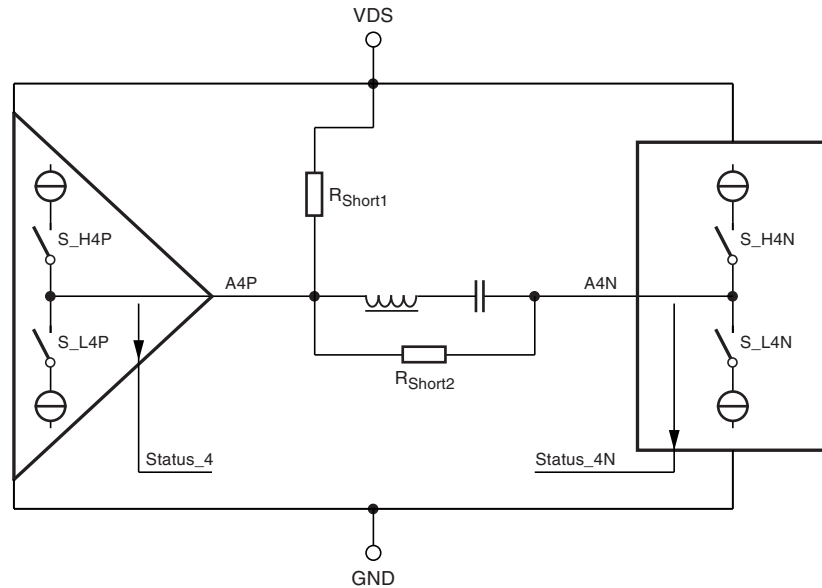 VDS
S_H4P
R_Short1
S_H4N
A4P
A4N
S_L4P
S_L4N
R_Short2
Status_4
Status_4N
GND